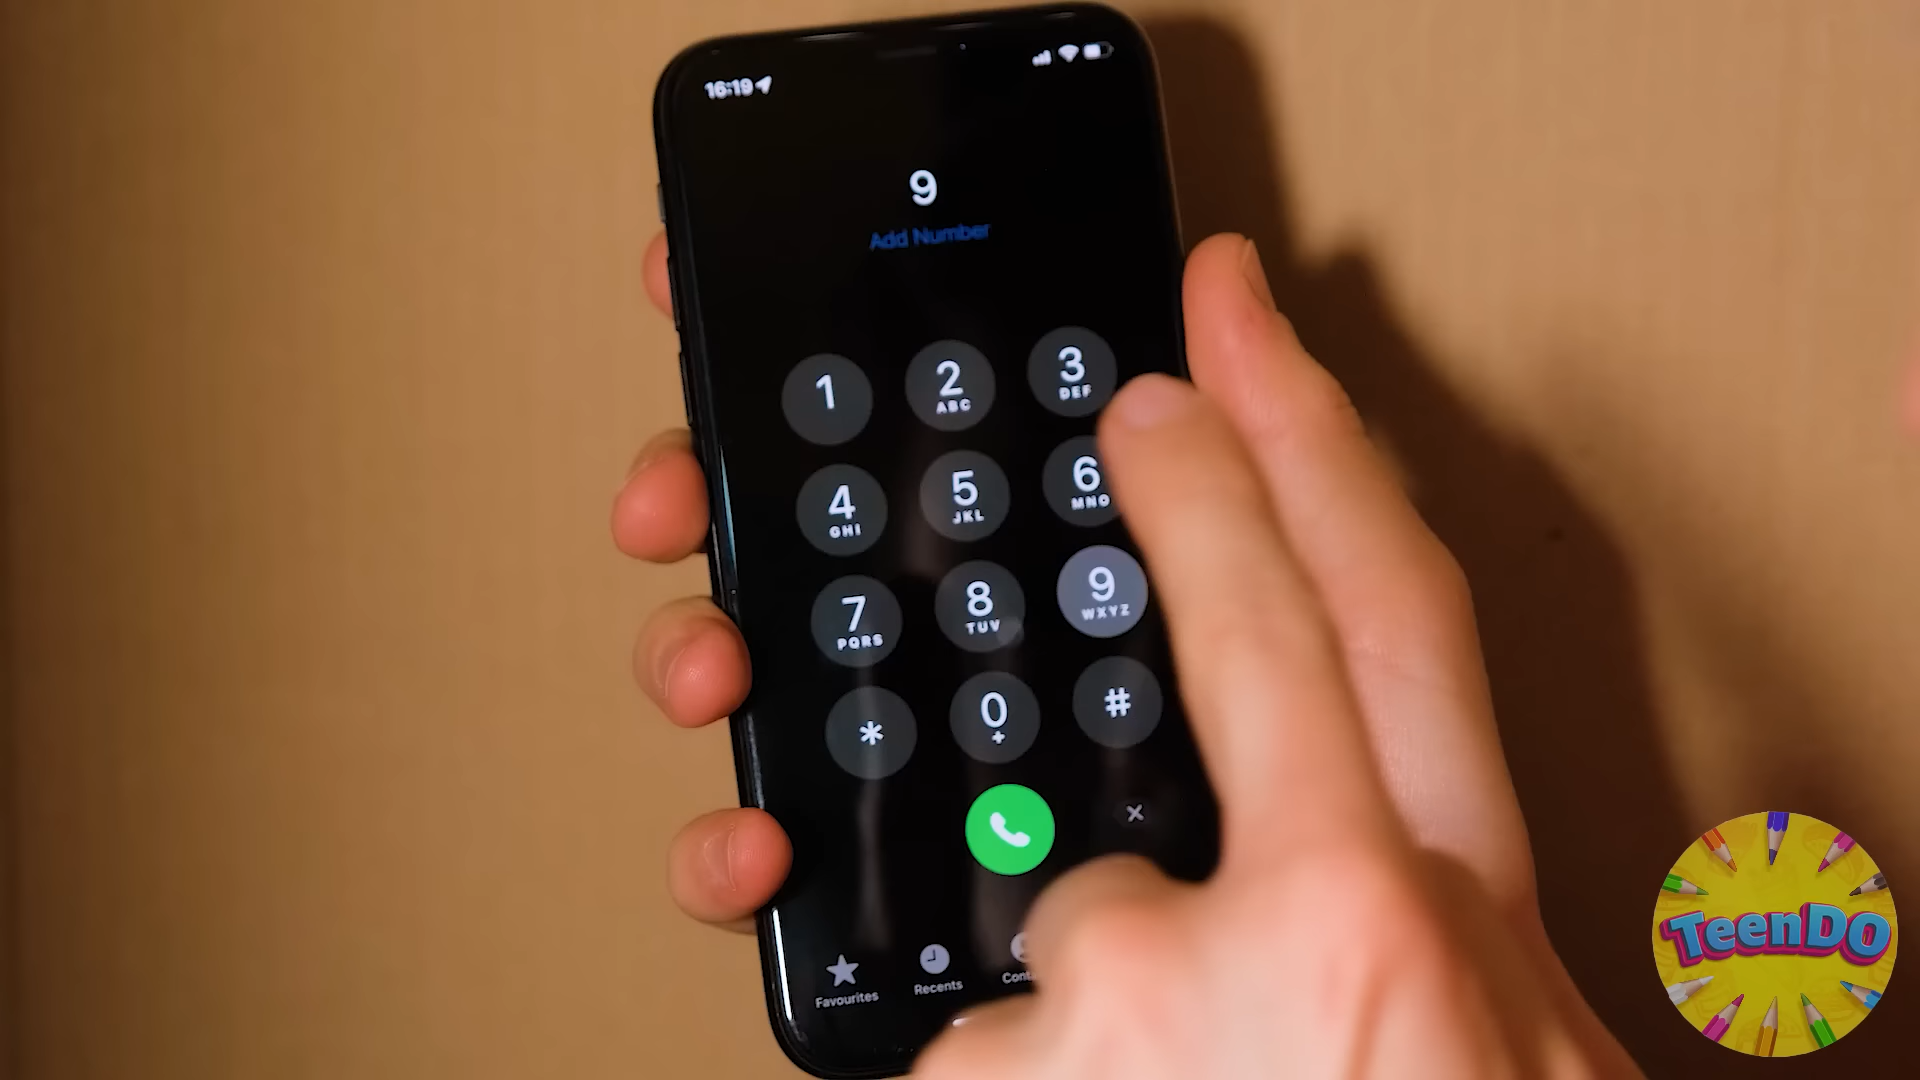 16:19
9
Add Number
1
2
ABC
3
DEF
4
GHI
5
JKL
6
MNO
7
PQRS
8
TUV
9
WXYZ
*
0
+
#
Favourites
Recents
TeenDO